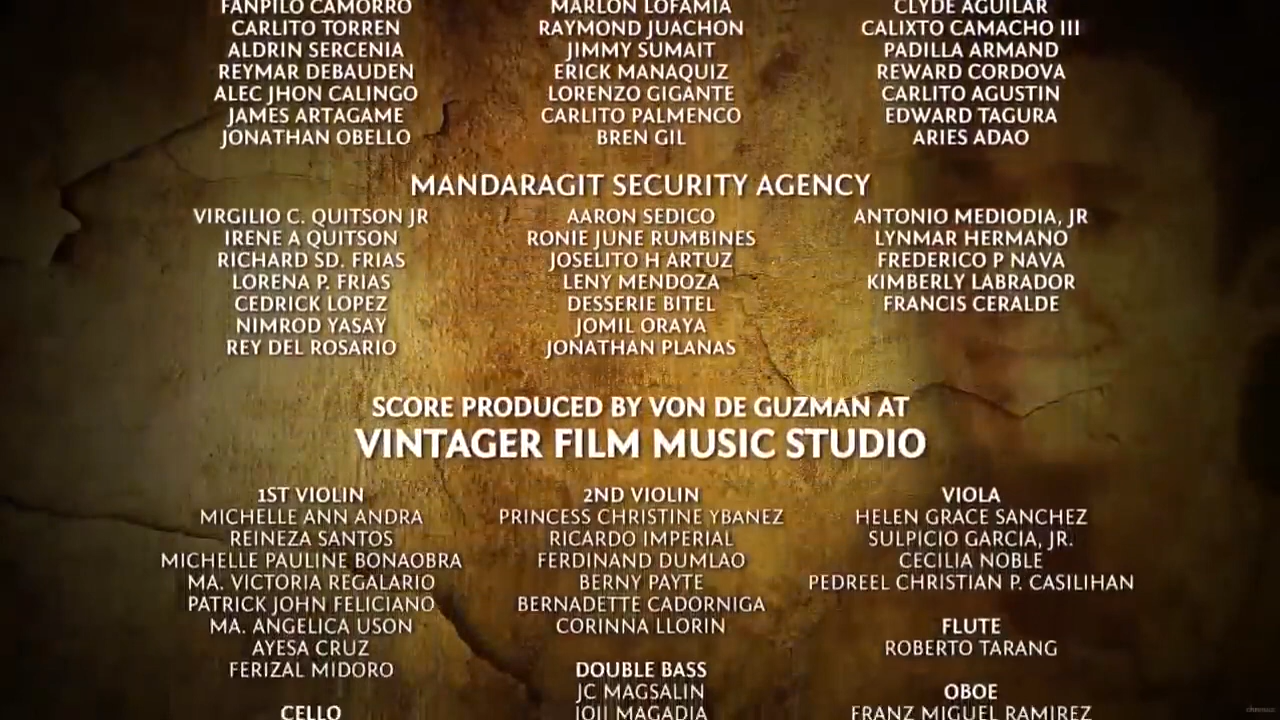 FANPILO CAMORRO
CARLITO TORREN
ALDRIN SERCENIA
REYMAR DEBAUDEN
ALEC JHON CALINGO
JAMES ARTAGAME
JONATHAN OBELLO
MARLON LOFAMIA
RAYMOND JUACHON
JIMMY SUMAIT
ERICK MANAQUIZ
LORENZO GIGANTE
CARLITO PALMENCO
BREN GIL
CLYDE AGUILAR
CALIXTO CAMACHO III
PADILLA ARMAND
REWARD CORDOVA
CARLITO AGUSTIN
EDWARD TAGURA
ARIES ADAO
MANDARAGIT SECURITY AGENCY
VIRGILIO C. QUITSON JR
IRENE A QUITSON
RICHARD SD. FRIAS
LORENA P. FRIAS
CEDRICK LOPEZ
NIMROD YASAY
REY DEL ROSARIO
AARON SEDICO
RONIE JUNE RUMBINES
JOSELITO H ARTUZ
LENY MENDOZA
DESSERIE BITEL
JOMIL ORAYA
JONATHAN PLANAS
ANTONIO MEDIODIA, JR
LYNMAR HERMANO
FREDERICO P NAVA
KIMBERLY LABRADOR
FRANCIS CERALDE
SCORE PRODUCED BY VON DE GUZMAN AT
VINTAGER FILM MUSIC STUDIO
1ST VIOLIN
MICHELLE ANN ANDRA
REINEZA SANTOS
MICHELLE PAULINE BONAOBRA
MA. VICTORIA REGALARIO
PATRICK JOHN FELICIANO
MA. ANGELICA USON
AYESA CRUZ
FERIZAL MIDORO
CELLO
2ND VIOLIN
PRINCESS CHRISTINE YBANEZ
RICARDO IMPERIAL
FERDINAND DUMLAO
BERNY PAYTE
BERNADETTE CADORNIGA
CORINNA LLORIN
DOUBLE BASS
JC MAGSALIN
JOJI MAGADIA
VIOLA
HELEN GRACE SANCHEZ
SULPICIO GARCIA, JR.
CECILIA NOBLE
PEDREEL CHRISTIAN P. CASILIHAN
FLUTE
ROBERTO TARANG
OBOE
FRANZ MIGUEL RAMIREZ